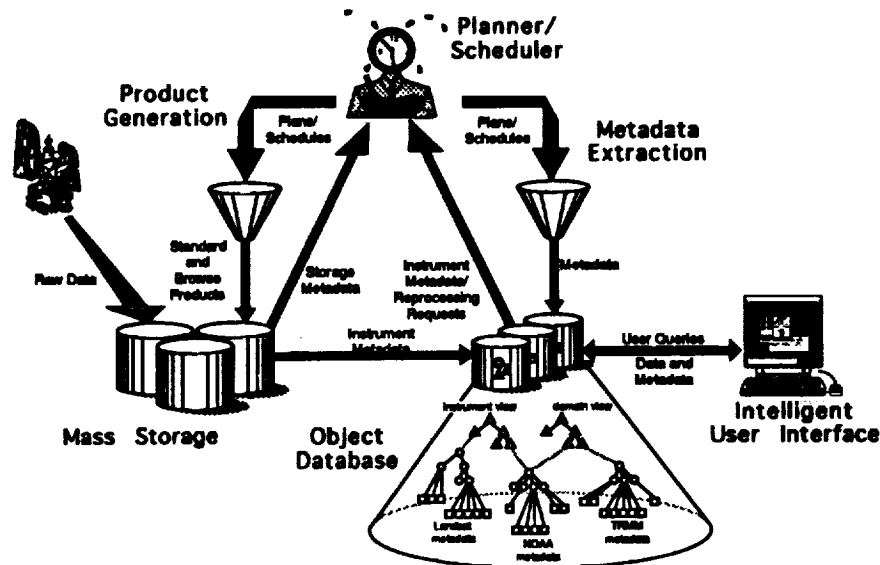 Planner/
Scheduler
Product
Generation
Plans/
Schedules
Plans/
Schedules
Metadata
Extraction
Raw Data
Standard
and
Browse
Products
Storage
Metadata
Instrument
Metadata/
Reprocessing
Requests
Metadata
Instrument
Metadata
User Queries
Data and
Metadata
Mass Storage
Object
Database
instrument view
domain view
Intelligent
User Interface
Landsat
metadata
NOAA
metadata
TRMM
metadata